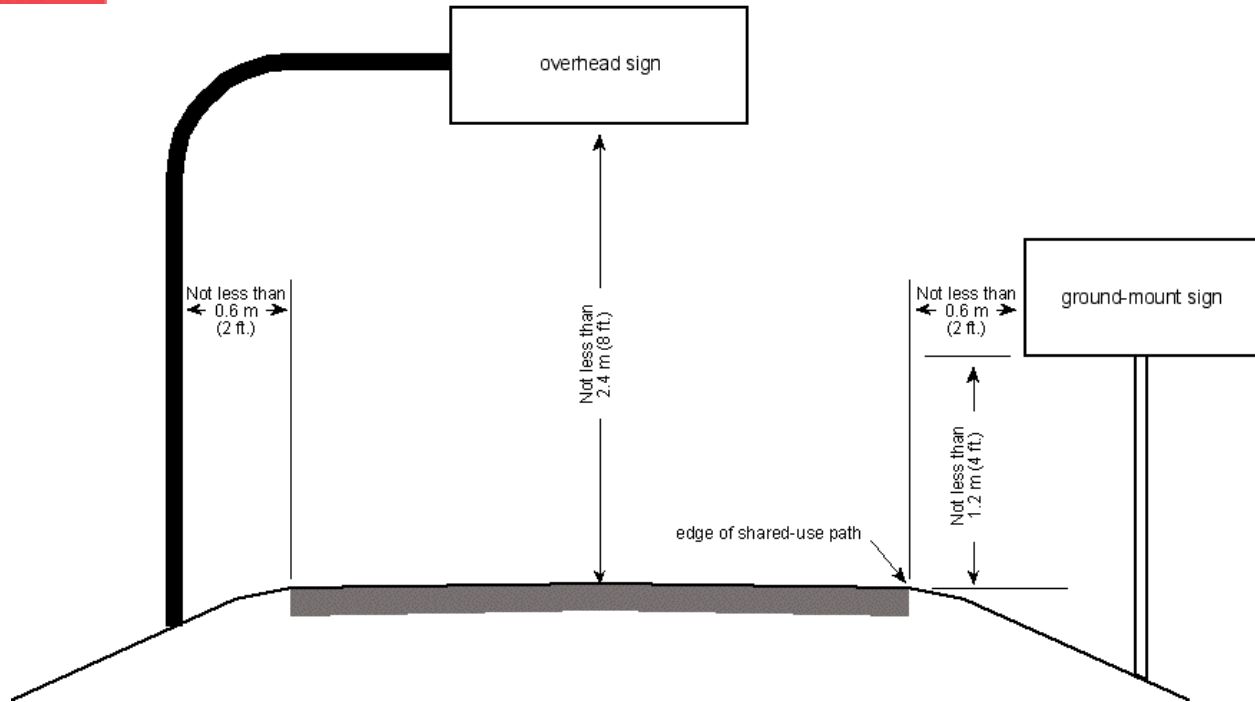 overhead sign
Not less than
0.6 m
(2 ft.)
Not less than
2.4 m (8 ft.)
Not less than
0.6 m
(2 ft.)
ground-mount sign
Not less than
1.2 m (4 ft.)
edge of shared-use path